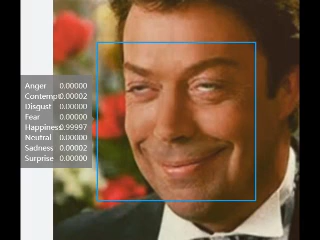 Anger 0.00000
Contempt 0.00002
Disgust 0.00000
Fear 0.00000
Happiness 0.99997
Neutral 0.00000
Sadness 0.00002
Surprise 0.00000